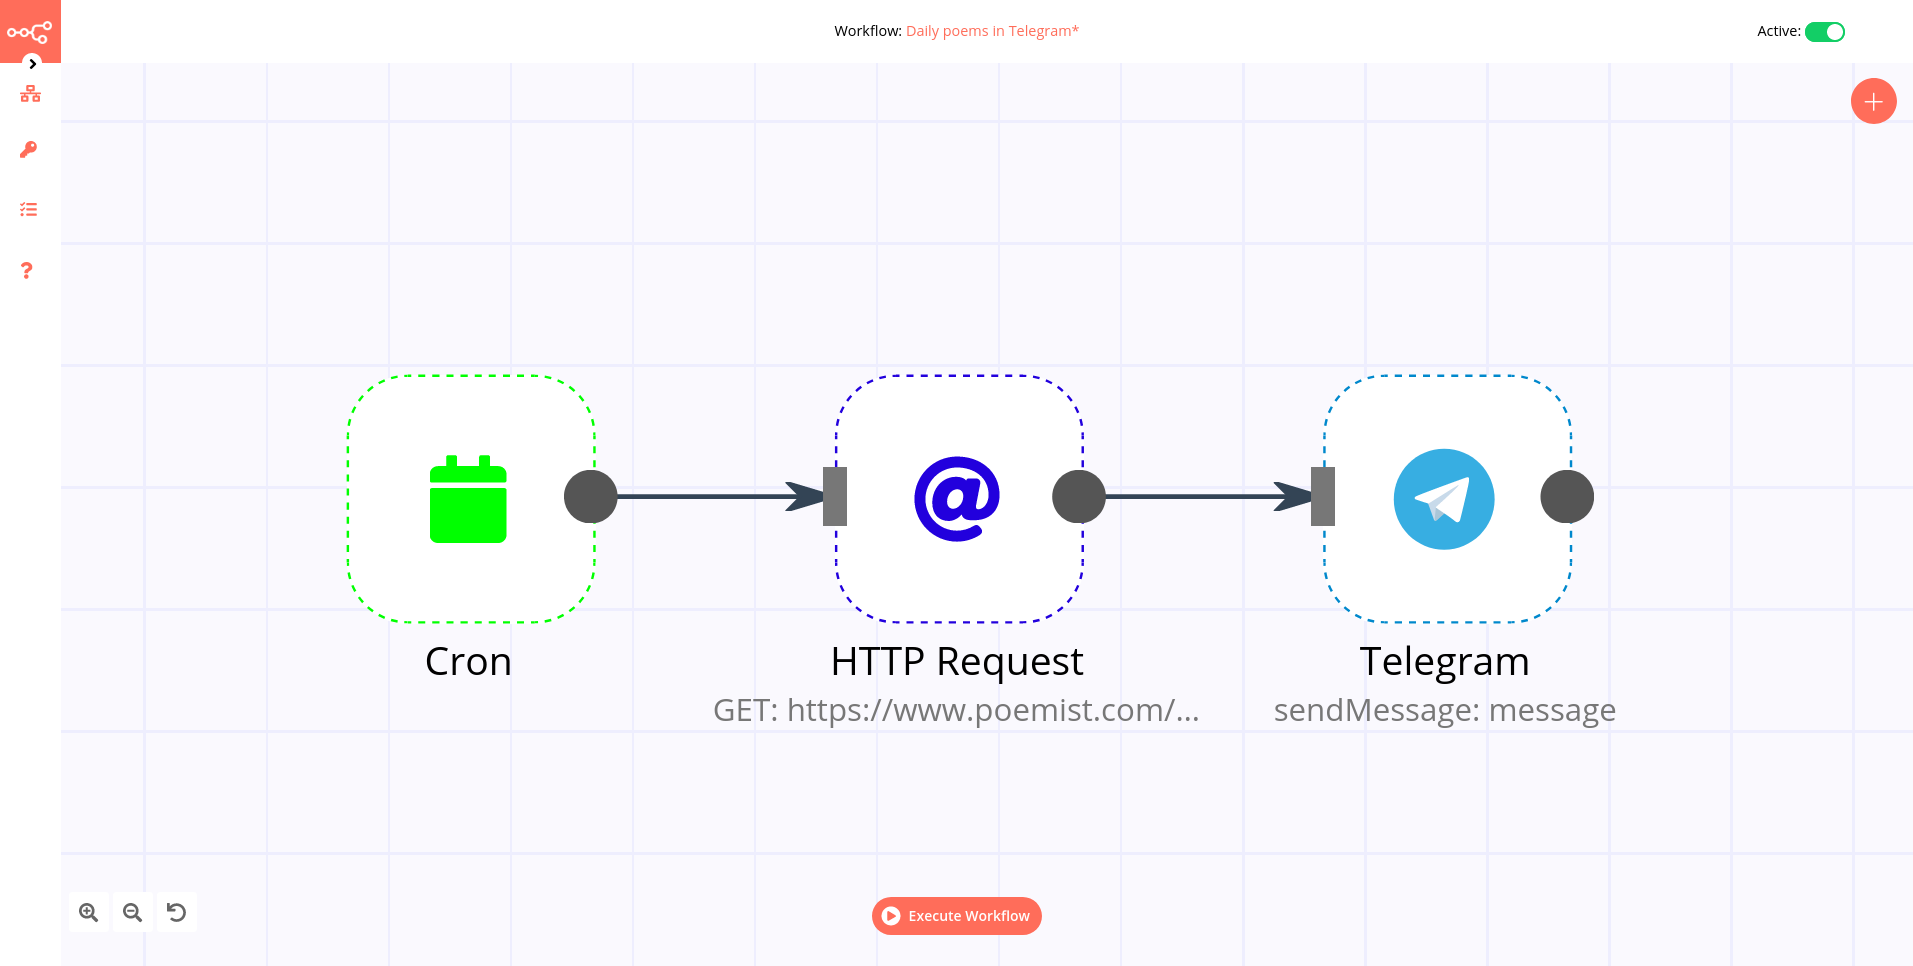 Workflow: Daily poems in Telegram*
Active:
Cron
HTTP Request
GET: https://www.poemist.com/...
Telegram
sendMessage: message
Execute Workflow